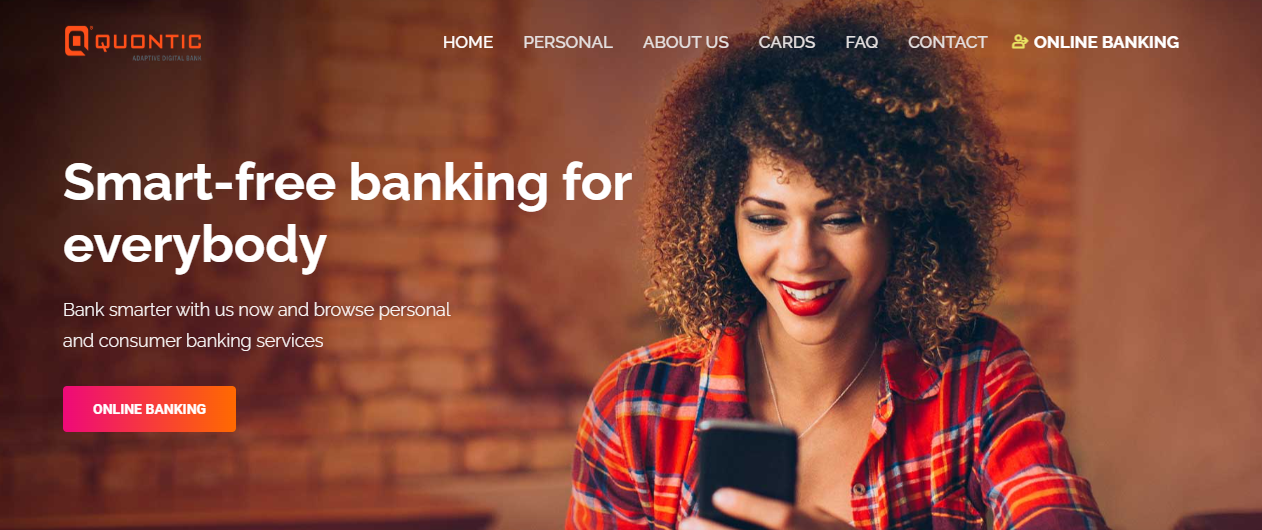 QUONTIC
ADAPTIVE DIGITAL BANK
HOME PERSONAL ABOUT US CARDS FAQ CONTACT ONLINE BANKING
Smart-free banking for
everybody
Bank smarter with us now and browse personal
and consumer banking services
ONLINE BANKING